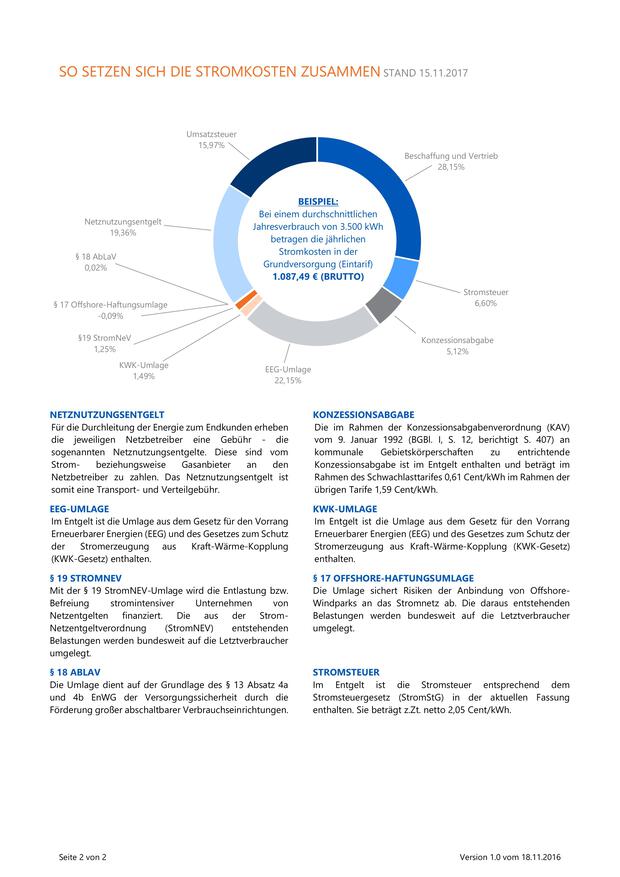 SO SETZEN SICH DIE STROMKOSTEN ZUSAMMEN STAND 15.11.2017
Umsatzsteuer
15,97%
Beschaffung und Vertrieb
28,15%
BEISPIEL:
Bei einem durchschnittlichen
Jahresverbrauch von 3.500 kWh
betragen die jährlichen
Stromkosten in der
Grundversorgung (Eintarif)
1.087,49 € (BRUTTO)
Netznutzungsentgelt
19,36%
§ 18 AbLaV
0,02%
§ 17 Offshore-Haftungsumlage
-0,09%
§19 StromNeV
1,25%
KWK-Umlage
1,49%
EEG-Umlage
22,15%
Stromsteuer
6,60%
Konzessionsabgabe
5,12%
NETZNUTZUNGSENTGELT
Für die Durchleitung der Energie zum Endkunden erheben
die jeweiligen Netzbetreiber eine Gebühr - die
sogenannten Netznutzungsentgelte. Diese sind vom
Strom- beziehungsweise Gasanbieter an den
Netzbetreiber zu zahlen. Das Netznutzungsentgelt ist
somit eine Transport- und Verteilgebühr.
KONZESSIONSABGABE
Die im Rahmen der Konzessionsabgabenverordnung (KAV)
vom 9. Januar 1992 (BGBl. I, S. 12, berichtigt S. 407) an
kommunale Gebietskörperschaften zu entrichtende
Konzessionsabgabe ist im Entgelt enthalten und beträgt im
Rahmen des Schwachlasttarifes 0,61 Cent/kWh im Rahmen der
übrigen Tarife 1,59 Cent/kWh.
EEG-UMLAGE
Im Entgelt ist die Umlage aus dem Gesetz für den Vorrang
Erneuerbarer Energien (EEG) und des Gesetzes zum Schutz
der Stromerzeugung aus Kraft-Wärme-Kopplung
(KWK-Gesetz) enthalten.
KWK-UMLAGE
Im Entgelt ist die Umlage aus dem Gesetz für den Vorrang
Erneuerbarer Energien (EEG) und des Gesetzes zum Schutz der
Stromerzeugung aus Kraft-Wärme-Kopplung (KWK-Gesetz)
enthalten.
§ 19 STROMNEV
Mit der § 19 StromNEV-Umlage wird die Entlastung bzw.
Befreiung stromintensiver Unternehmen von
Netzentgelten finanziert. Die aus der Strom-
Netzentgeltverordnung (StromNEV) entstehenden
Belastungen werden bundesweit auf die Letztverbraucher
umgelegt.
§ 17 OFFSHORE-HAFTUNGSUMLAGE
Die Umlage sichert Risiken der Anbindung von Offshore-
Windparks an das Stromnetz ab. Die daraus entstehenden
Belastungen werden bundesweit auf die Letztverbraucher
umgelegt.
§ 18 ABLAV
Die Umlage dient auf der Grundlage des § 13 Absatz 4a
und 4b EnWG der Versorgungssicherheit durch die
Förderung großer abschaltbarer Verbrauchseinrichtungen.
STROMSTEUER
Im Entgelt ist die Stromsteuer entsprechend dem
Stromsteuergesetz (StromStG) in der aktuellen Fassung
enthalten. Sie beträgt z.Zt. netto 2,05 Cent/kWh.
Seite 2 von 2
Version 1.0 vom 18.11.2016